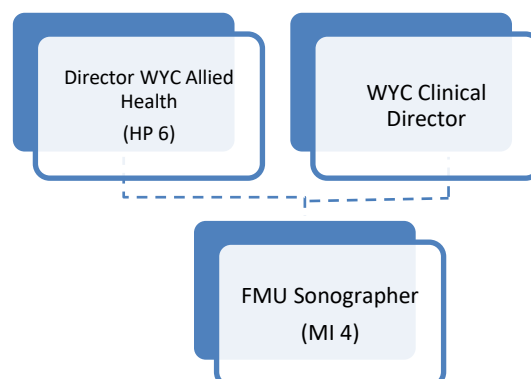 Director WYC Allied
Health
(HP 6)
WYC Clinical
Director
FMU Sonographer
(MI 4)